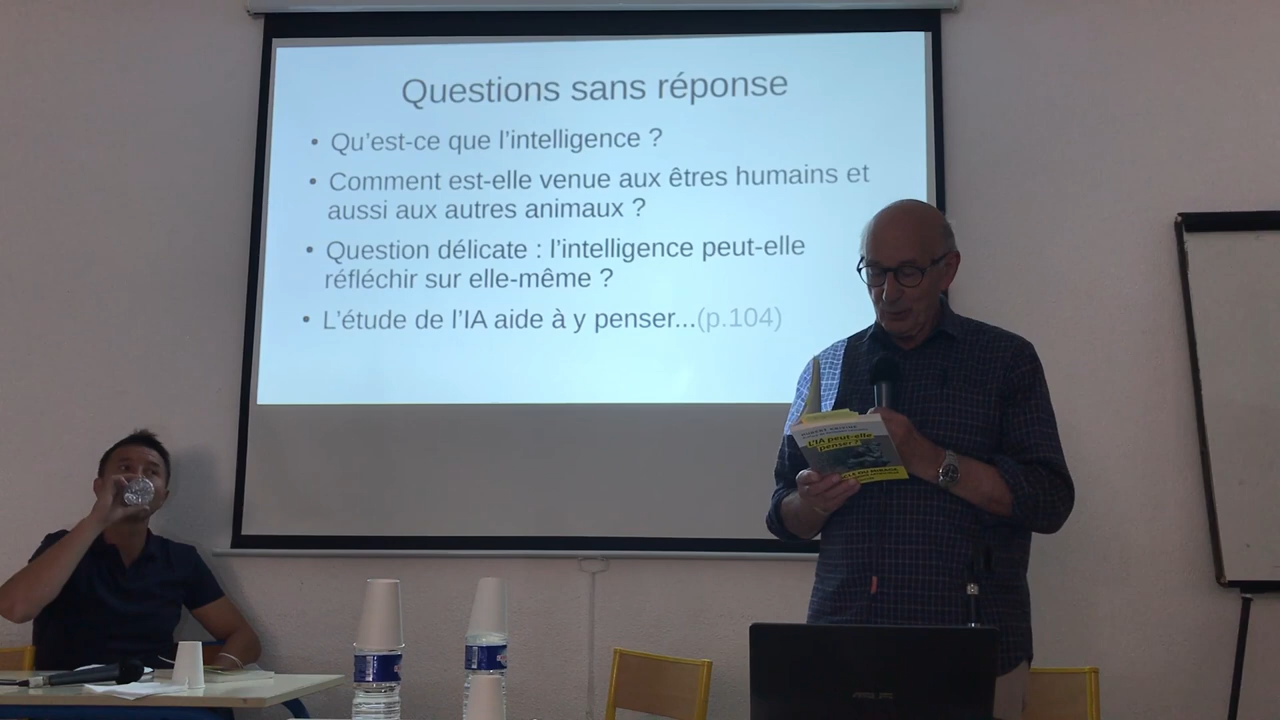 Questions sans réponse
• Qu'est-ce que l'intelligence ?
• Comment est-elle venue aux êtres humains et
aussi aux autres animaux ?
• Question délicate : l'intelligence peut-elle
réfléchir sur elle-même ?
• L'étude de l'IA aide à y penser...(p.104)
L'IA peut-elle
penser?